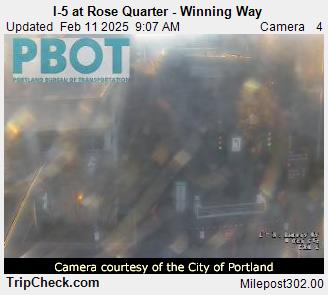 I-5 at Rose Quarter - Winning Way
Updated Feb 11 2025 9:07 AM Camera 4
PBOT
PORTLAND BUREAU OF TRANSPORTATION
Camera courtesy of the City of Portland
TripCheck.com Milepost302.00